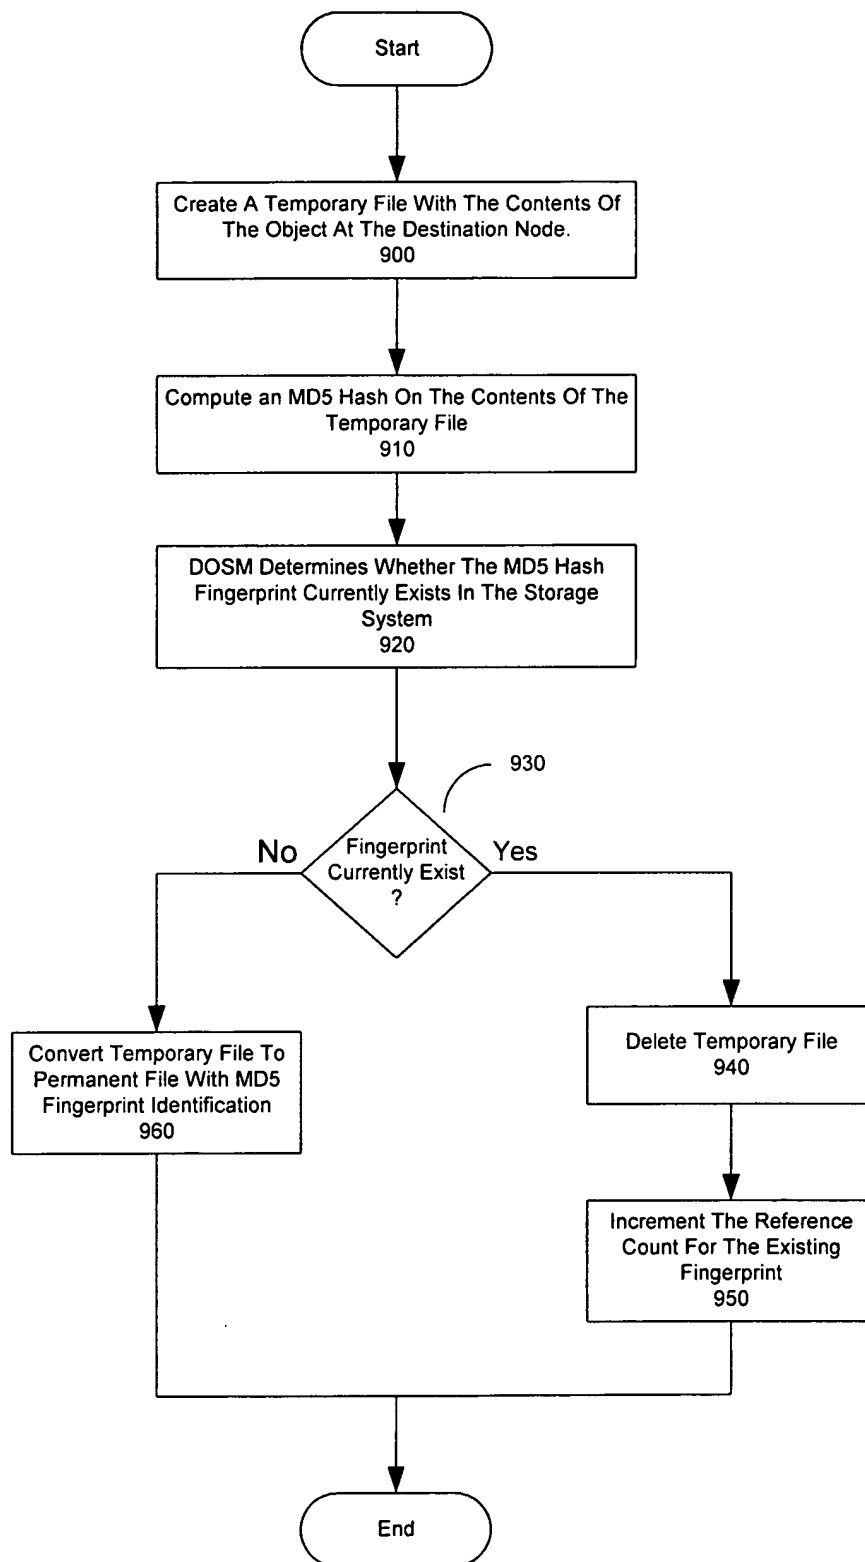 Start
Create A Temporary File With The Contents Of
The Object At The Destination Node.
900
Compute an MD5 Hash On The Contents Of The
Temporary File
910
DOSM Determines Whether The MD5 Hash
Fingerprint Currently Exists In The Storage
System
920
930
No
Fingerprint
Currently Exist
?
Yes
Convert Temporary File To
Permanent File With MD5
Fingerprint Identification
960
Delete Temporary File
940
Increment The Reference
Count For The Existing
Fingerprint
950
End